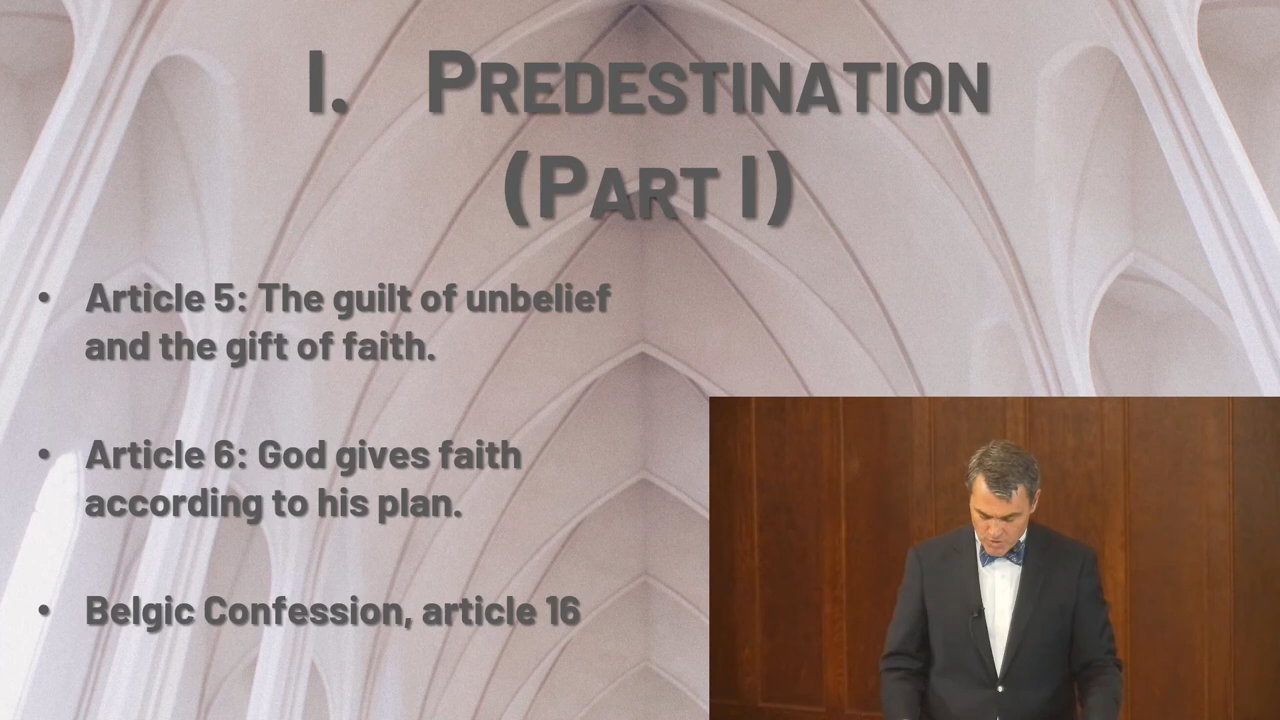 I. Predestination
(Part I)
• Article 5: The guilt of unbelief
and the gift of faith.
• Article 6: God gives faith
according to his plan.
• Belgic Confession, article 16